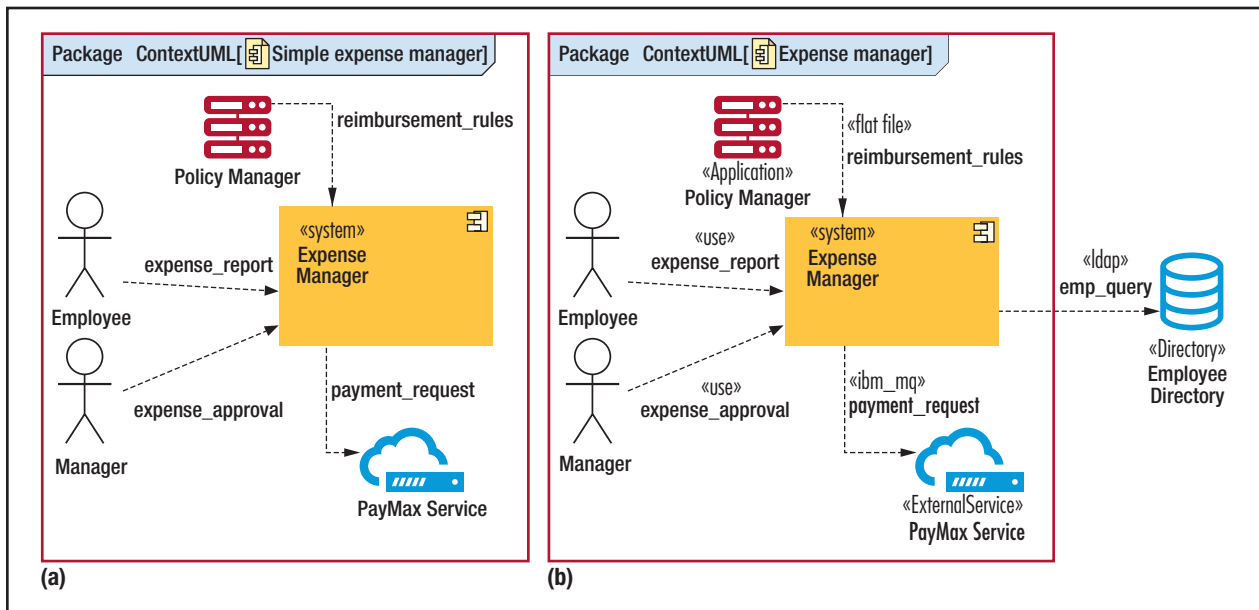 Package ContextUML[ Simple expense manager]
reimbursement_rules
Policy Manager
«system»
Expense
Manager
expense_report
Employee
expense_approval
Manager
payment_request
PayMax Service
(a)
Package ContextUML[ Expense manager]
«flat file»
reimbursement_rules
«Application»
Policy Manager
«use»
expense_report
«system»
Expense
Manager
Employee
«ldap»
emp_query
«Directory»
Employee
Directory
«use»
expense_approval
Manager
«ibm_mq»
payment_request
«ExternalService»
PayMax Service
(b)